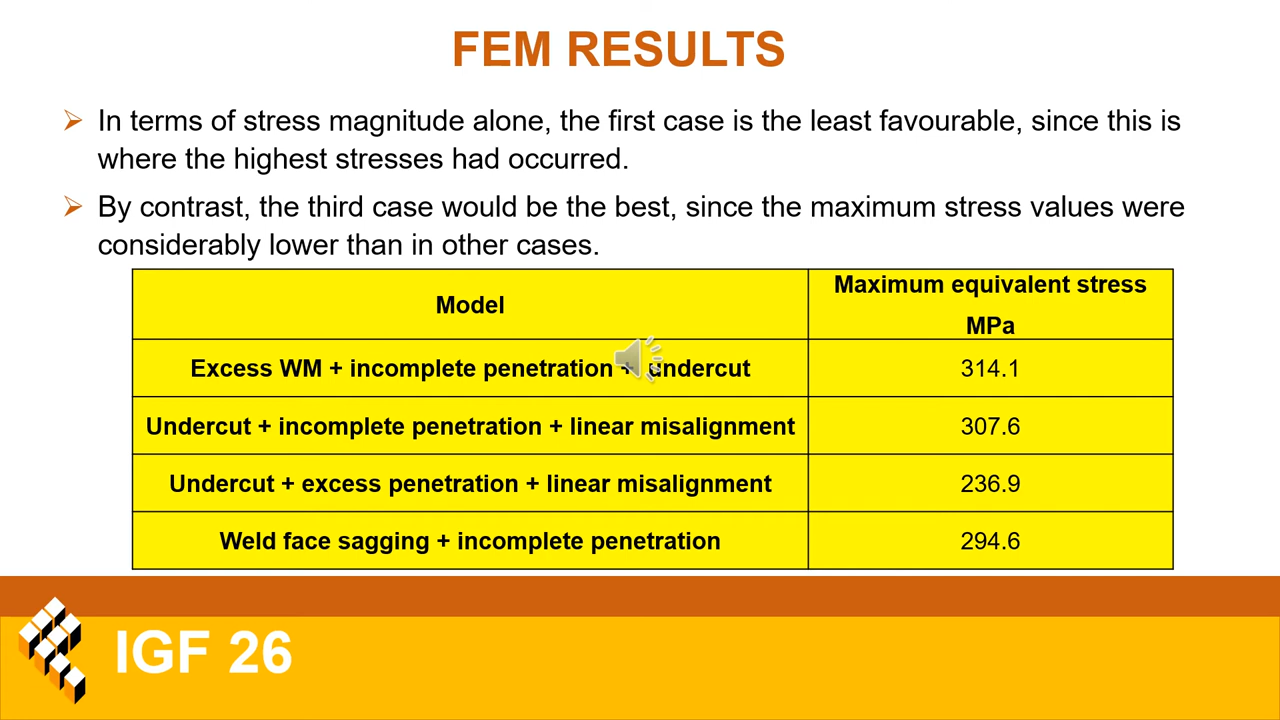 FEM RESULTS
In terms of stress magnitude alone, the first case is the least favourable, since this is
where the highest stresses had occurred.
By contrast, the third case would be the best, since the maximum stress values were
considerably lower than in other cases.
Model
Maximum equivalent stress
MPa
Excess WM + incomplete penetration + undercut
314.1
Undercut + incomplete penetration + linear misalignment
307.6
Undercut + excess penetration + linear misalignment
236.9
Weld face sagging + incomplete penetration
294.6
IGF 26